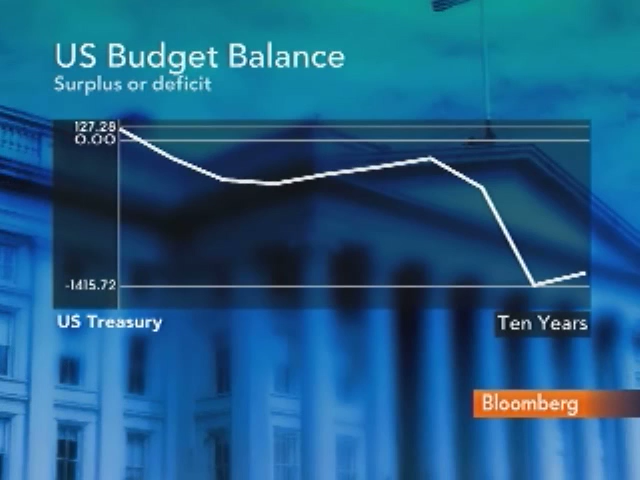 US Budget Balance
Surplus or deficit
127.28
0.00
-1415.72
US Treasury
Ten Years
Bloomberg